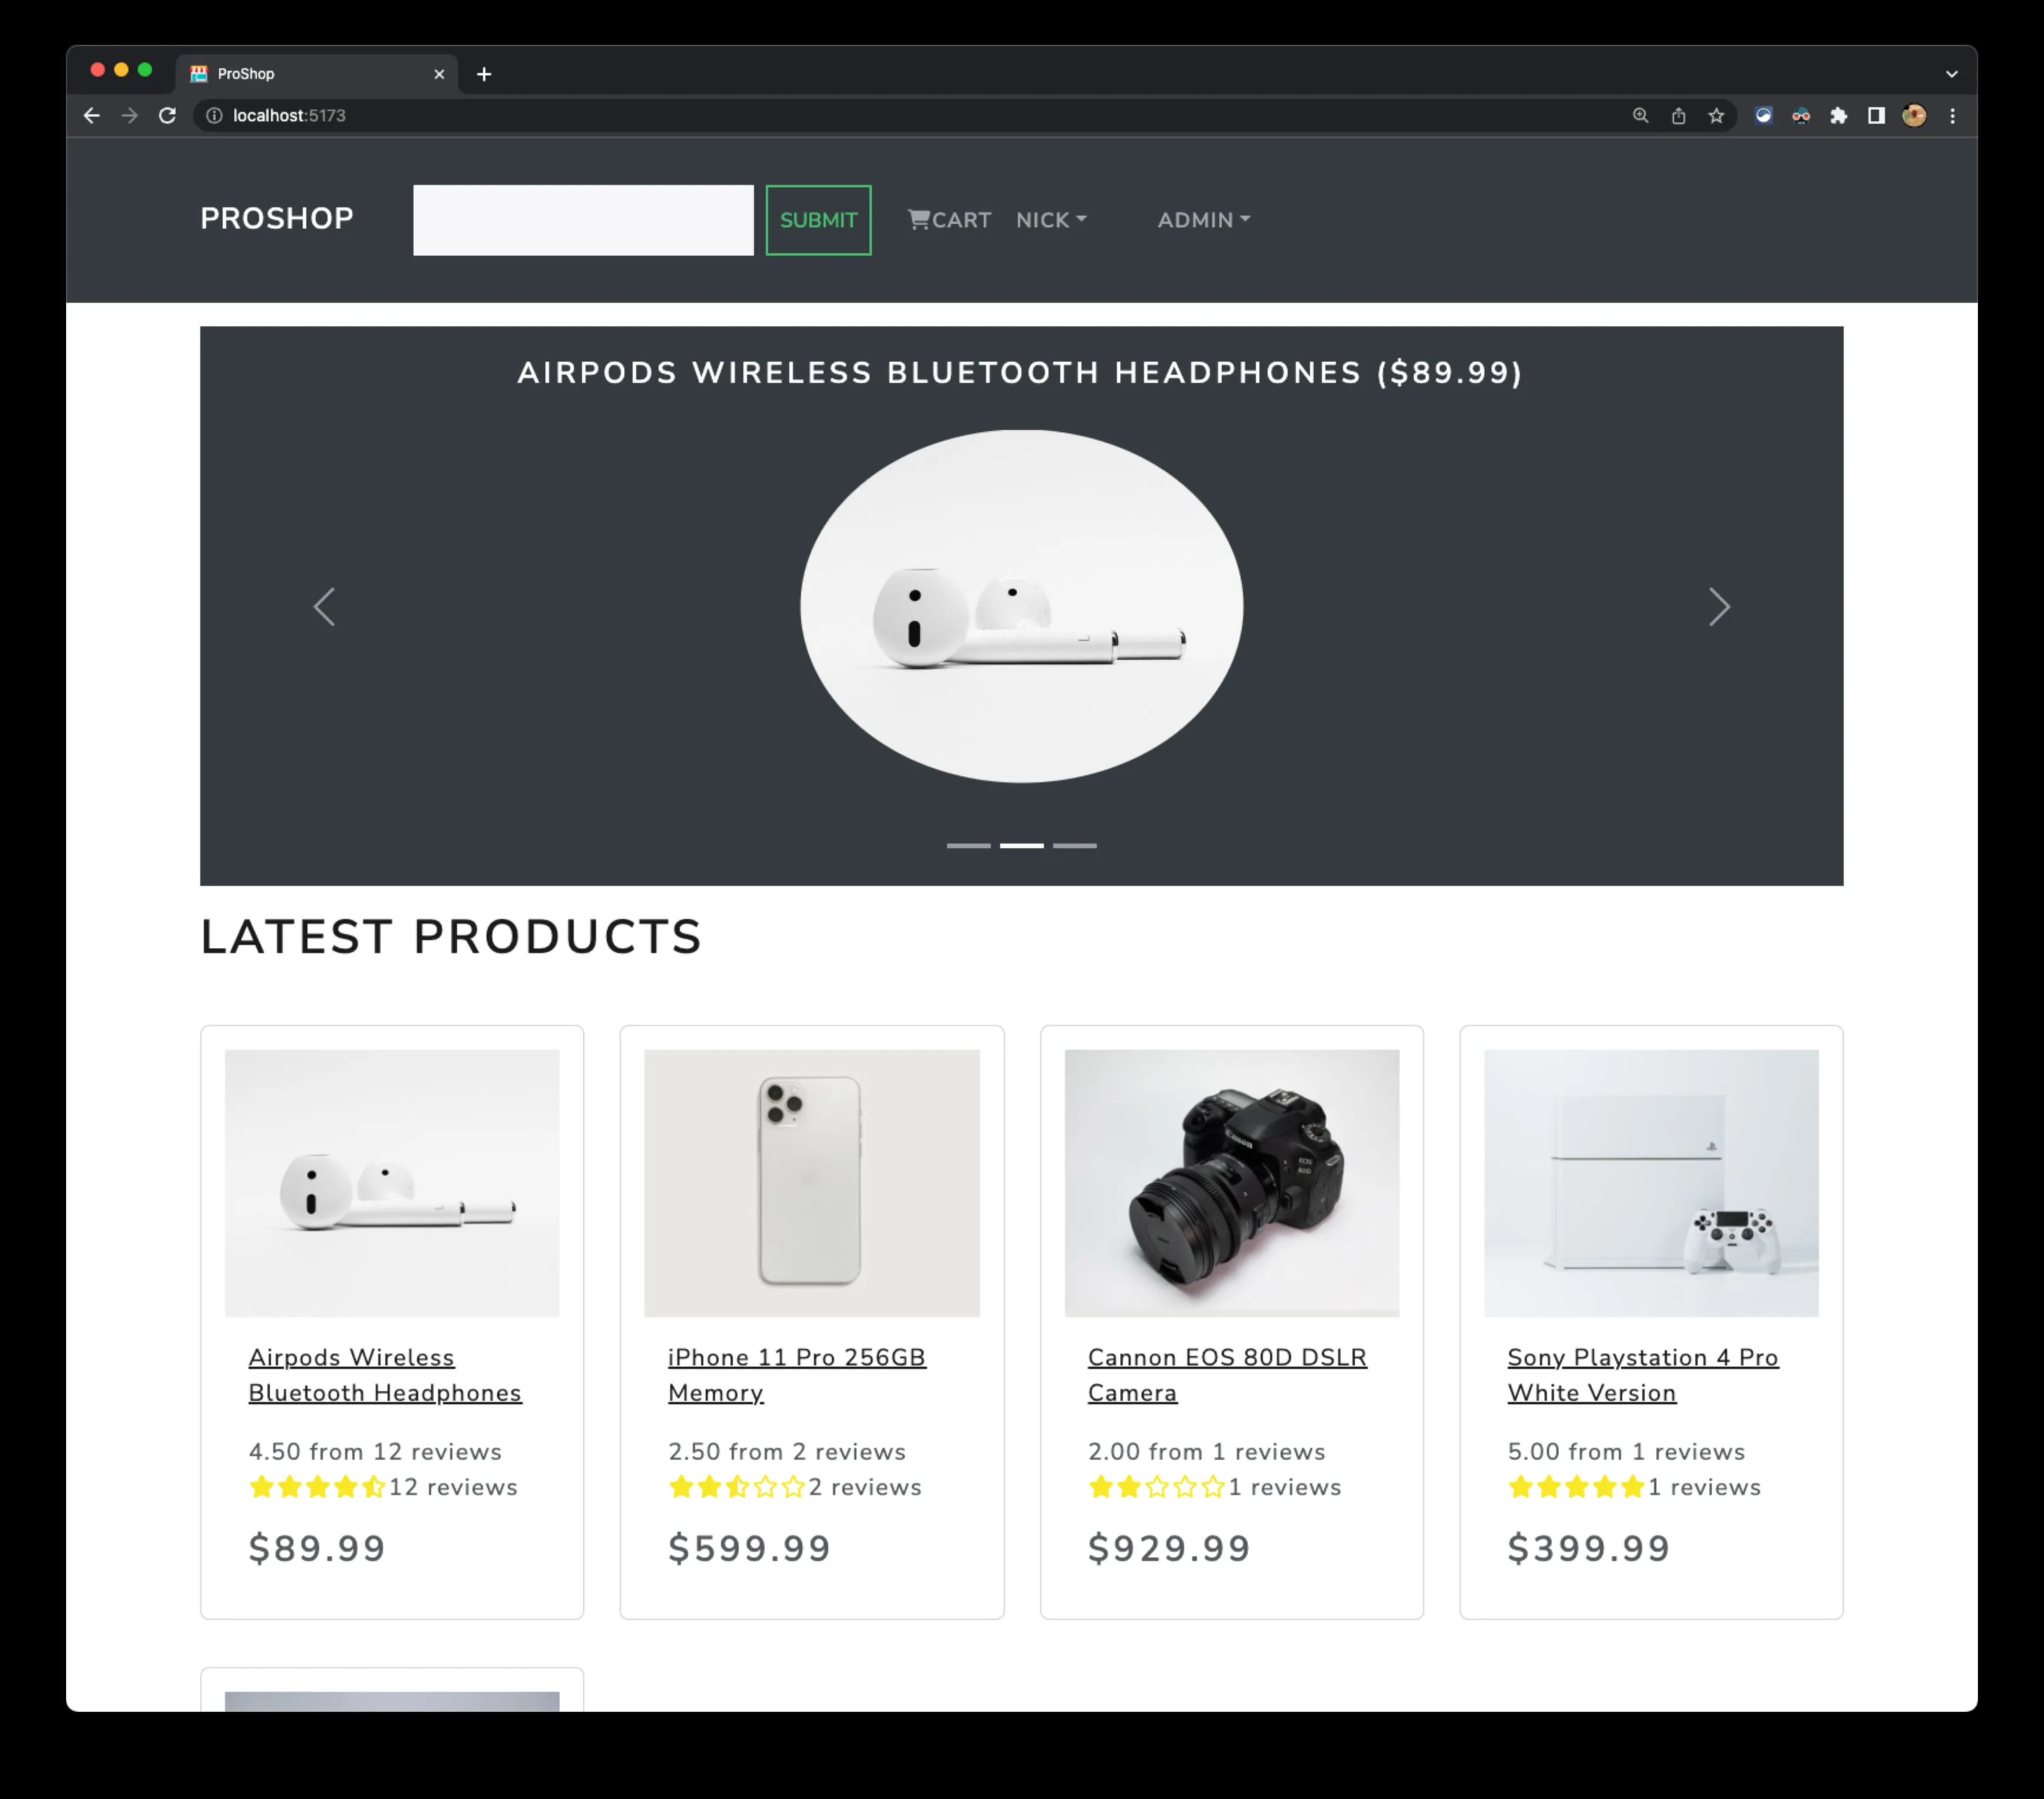 ProShop
localhost:5173
PROSHOP
SUBMIT
CART
NICK
ADMIN
AIRPODS WIRELESS BLUETOOTH HEADPHONES ($89.99)
LATEST PRODUCTS
Canon
EOS
80D
Airpods Wireless
Bluetooth Headphones
4.50 from 12 reviews
12 reviews
$89.99
iPhone 11 Pro 256GB
Memory
2.50 from 2 reviews
2 reviews
$599.99
Cannon EOS 80D DSLR
Camera
2.00 from 1 reviews
1 reviews
$929.99
Sony Playstation 4 Pro
White Version
5.00 from 1 reviews
1 reviews
$399.99